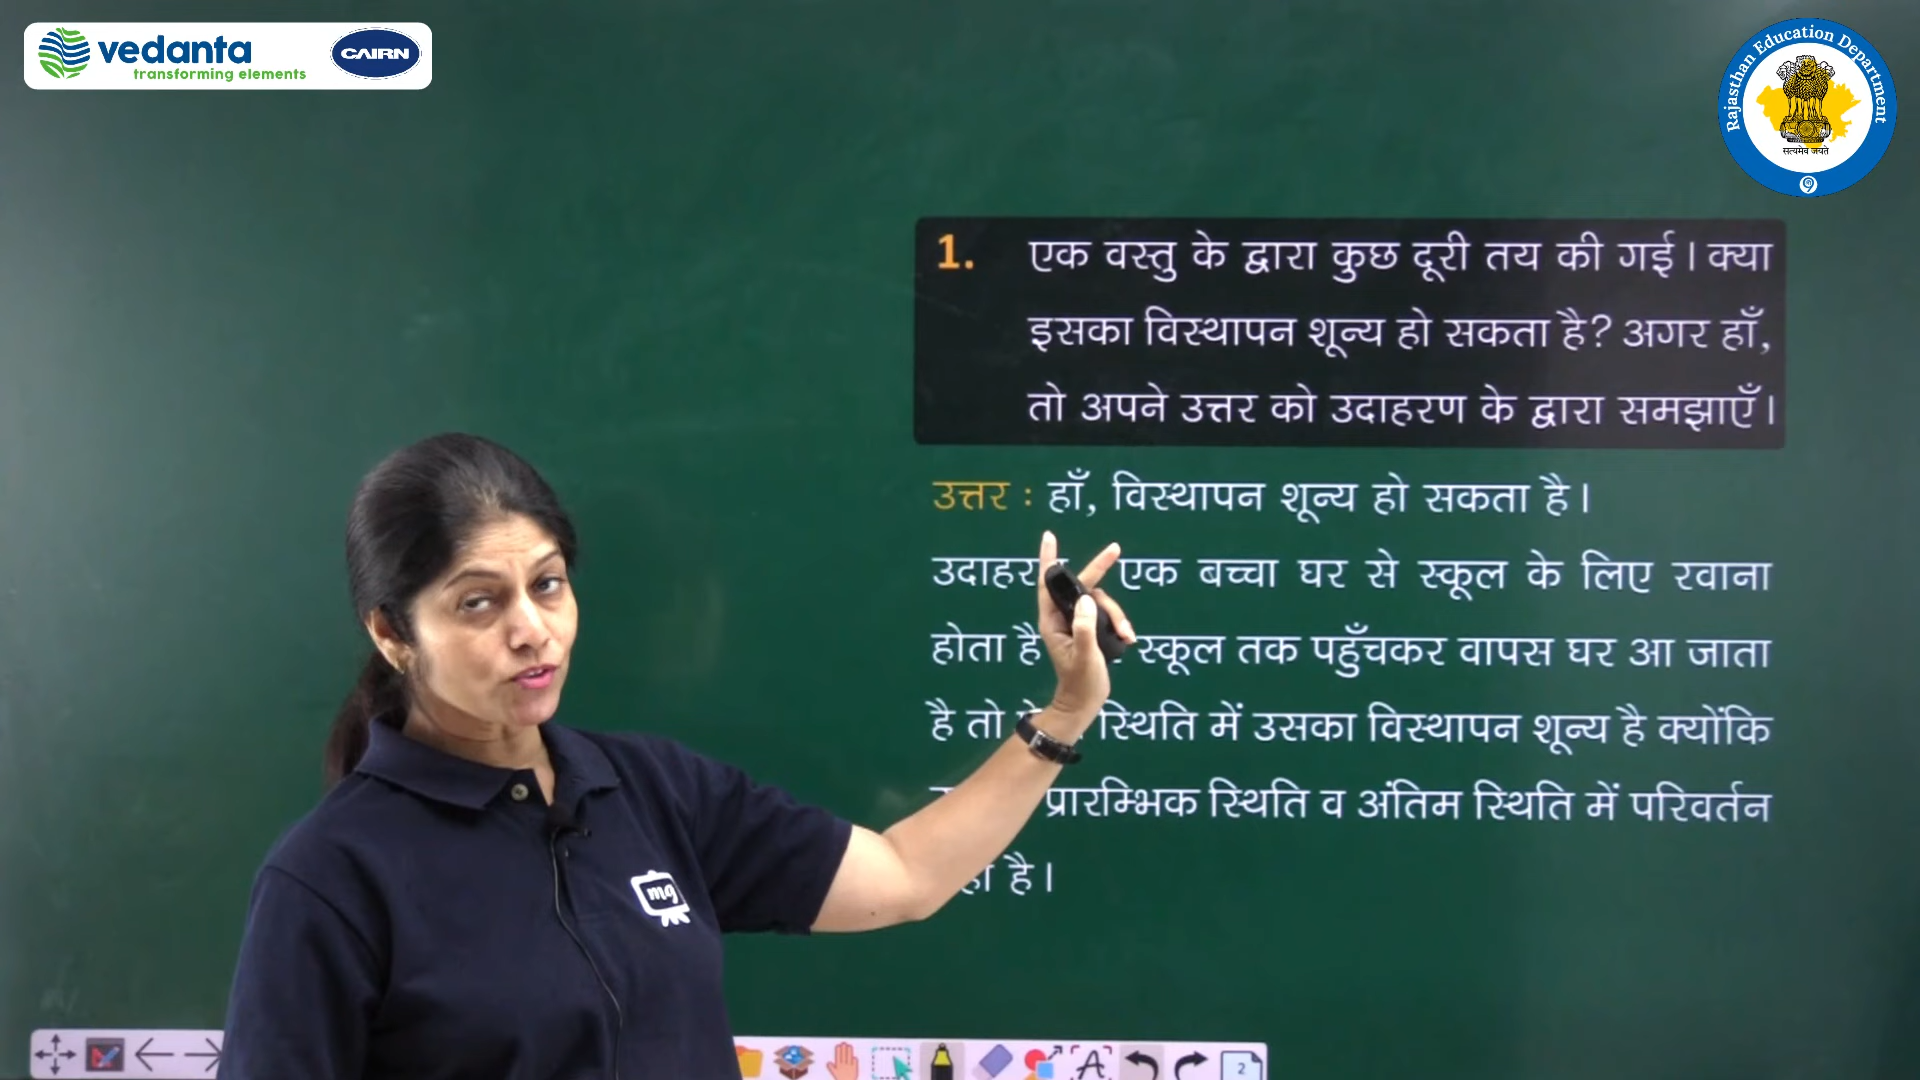 vedanta
transforming elements
CAIRN
Rajasthan Education Department
सत्यमेव जयते
1. एक वस्तु के द्वारा कुछ दूरी तय की गई। क्या
इसका विस्थापन शून्य हो सकता है? अगर हाँ,
तो अपने उत्तर को उदाहरण के द्वारा समझाएँ।
उत्तर : हाँ, विस्थापन शून्य हो सकता है।
एक बच्चा घर से स्कूल के लिए रवाना
होता है स्कूल तक पहुँचकर वापस घर आ जाता
है तो स्थिति में उसका विस्थापन शून्य है क्योंकि
प्रारम्भिक स्थिति व अंतिम स्थिति में परिवर्तन
है।
mg
A
2